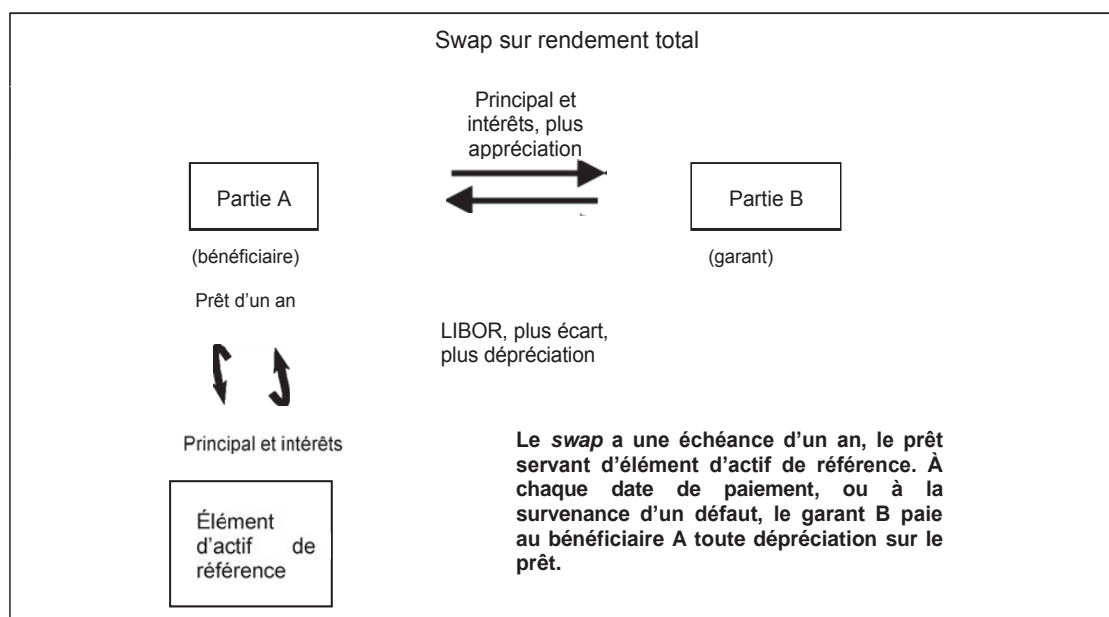 Swap sur rendement total
Principal et
intérêts, plus
appréciation
Partie A
Partie B
(bénéficiaire)
(garant)
Prêt d'un an
LIBOR, plus écart,
plus dépréciation
Principal et intérêts
Le swap a une échéance d'un an, le prêt
servant d'élément d'actif de référence. À
chaque date de paiement, ou à la
survenance d'un défaut, le garant B paie
au bénéficiaire A toute dépréciation sur le
prêt.
Élément
d'actif de
référence